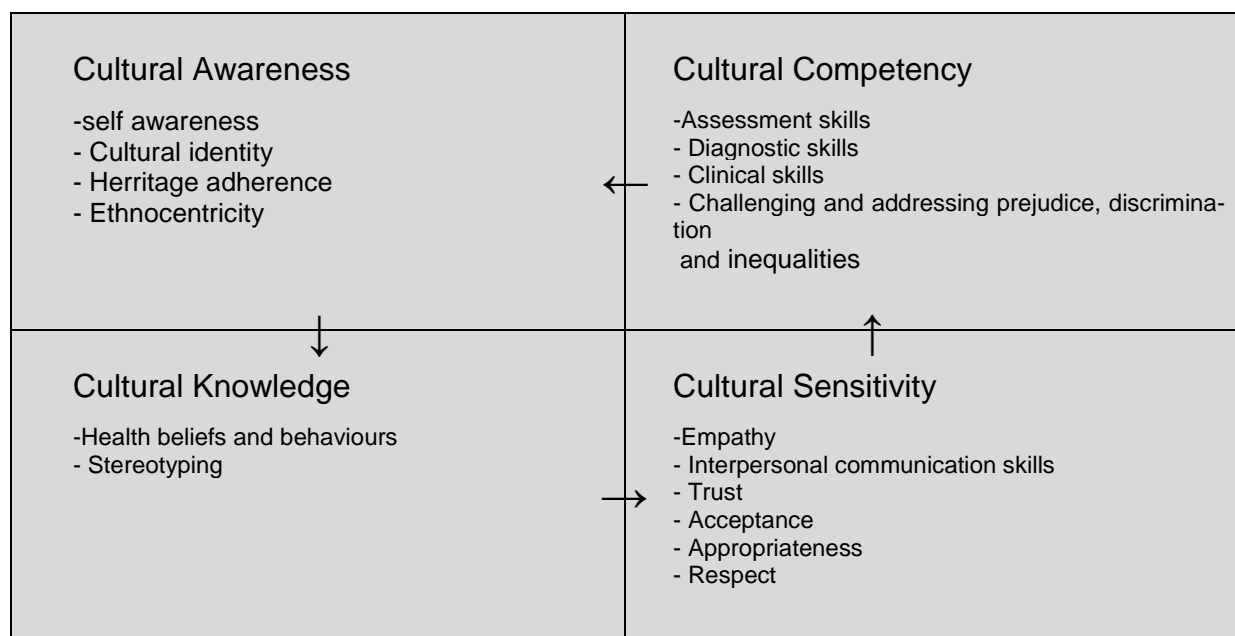 Cultural Awareness
-self awareness
- Cultural identity
- Herritage adherence
- Ethnocentricity
Cultural Competency
-Assessment skills
- Diagnostic skills
- Clinical skills
- Challenging and addressing prejudice, discrimina-
tion
and inequalities
Cultural Knowledge
-Health beliefs and behaviours
- Stereotyping
Cultural Sensitivity
-Empathy
- Interpersonal communication skills
- Trust
- Acceptance
- Appropriateness
- Respect